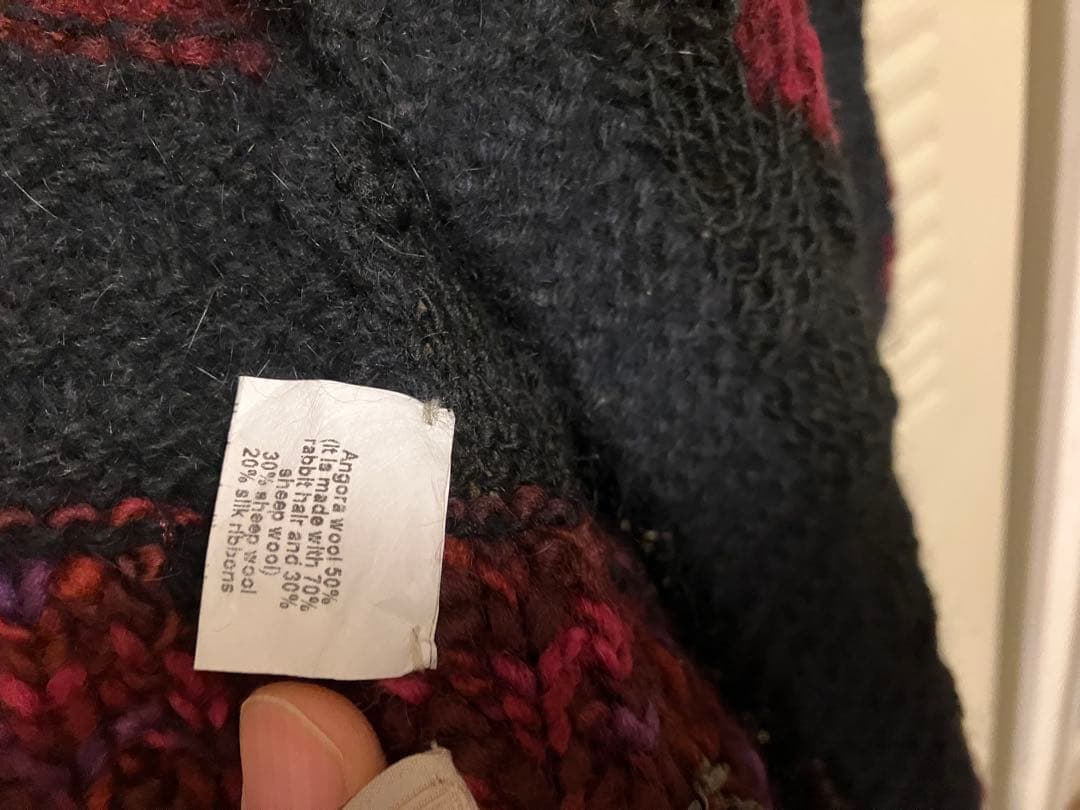 Angora wool 50%
(It is made with 70%
rabbit hair and 30%
sheep wool)
30% sheep wool
20% silk ribbons